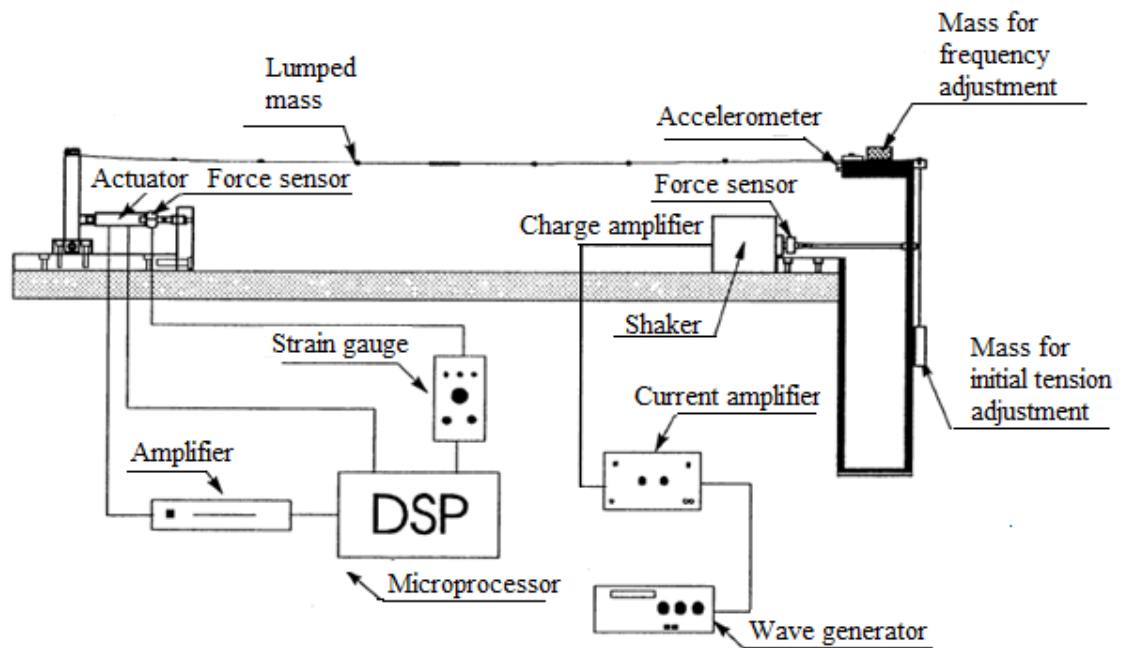 Mass for
frequency
adjustment
Lumped
mass
Accelerometer
Actuator
Force sensor
Force sensor
Charge amplifier
Shaker
Strain gauge
Mass for
initial tension
adjustment
Current amplifier
Amplifier
DSP
Microprocessor
Wave generator